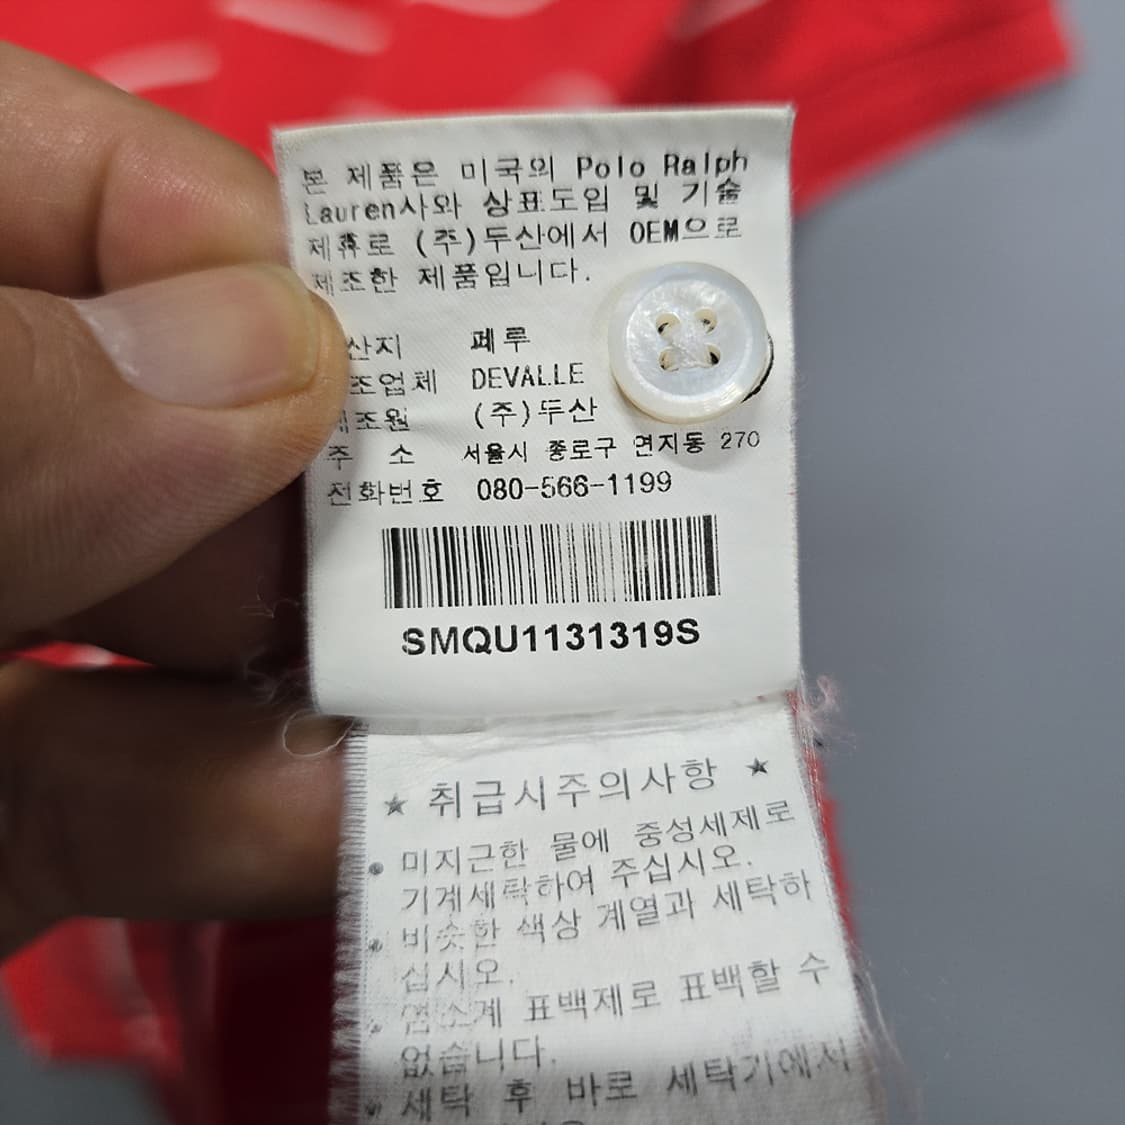 본 제품은 미국의 Polo Ralph
Lauren사와 상표도입 및 기술
제휴로 (주)두산에서 OEM으로
제조한 제품입니다.
산지 폐루
조업체 DEVALLE
제조원 (주)두산
주 소 서울시 종로구 연지동 270
전화번호 080-566-1199
SMQU1131319S
★ 취급시주의사항 ★
• 미지근한 물에 중성세제로
기계세탁하여 주십시오.
• 비슷한 색상 계열과 세탁하
십시오.
• 염소계 표백제로 표백할 수
없습니다.
• 세탁 후 바로 세탁기에서